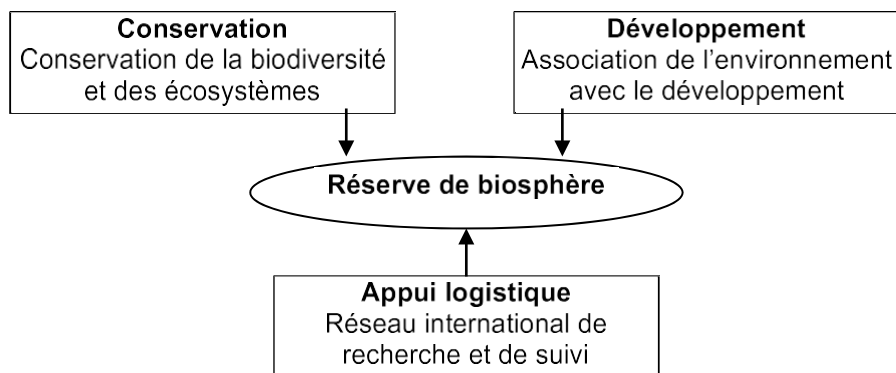 Conservation
Conservation de la biodiversité
et des écosystèmes
Développement
Association de l’environnement
avec le développement
Réserve de biosphère
Appui logistique
Réseau international de
recherche et de suivi